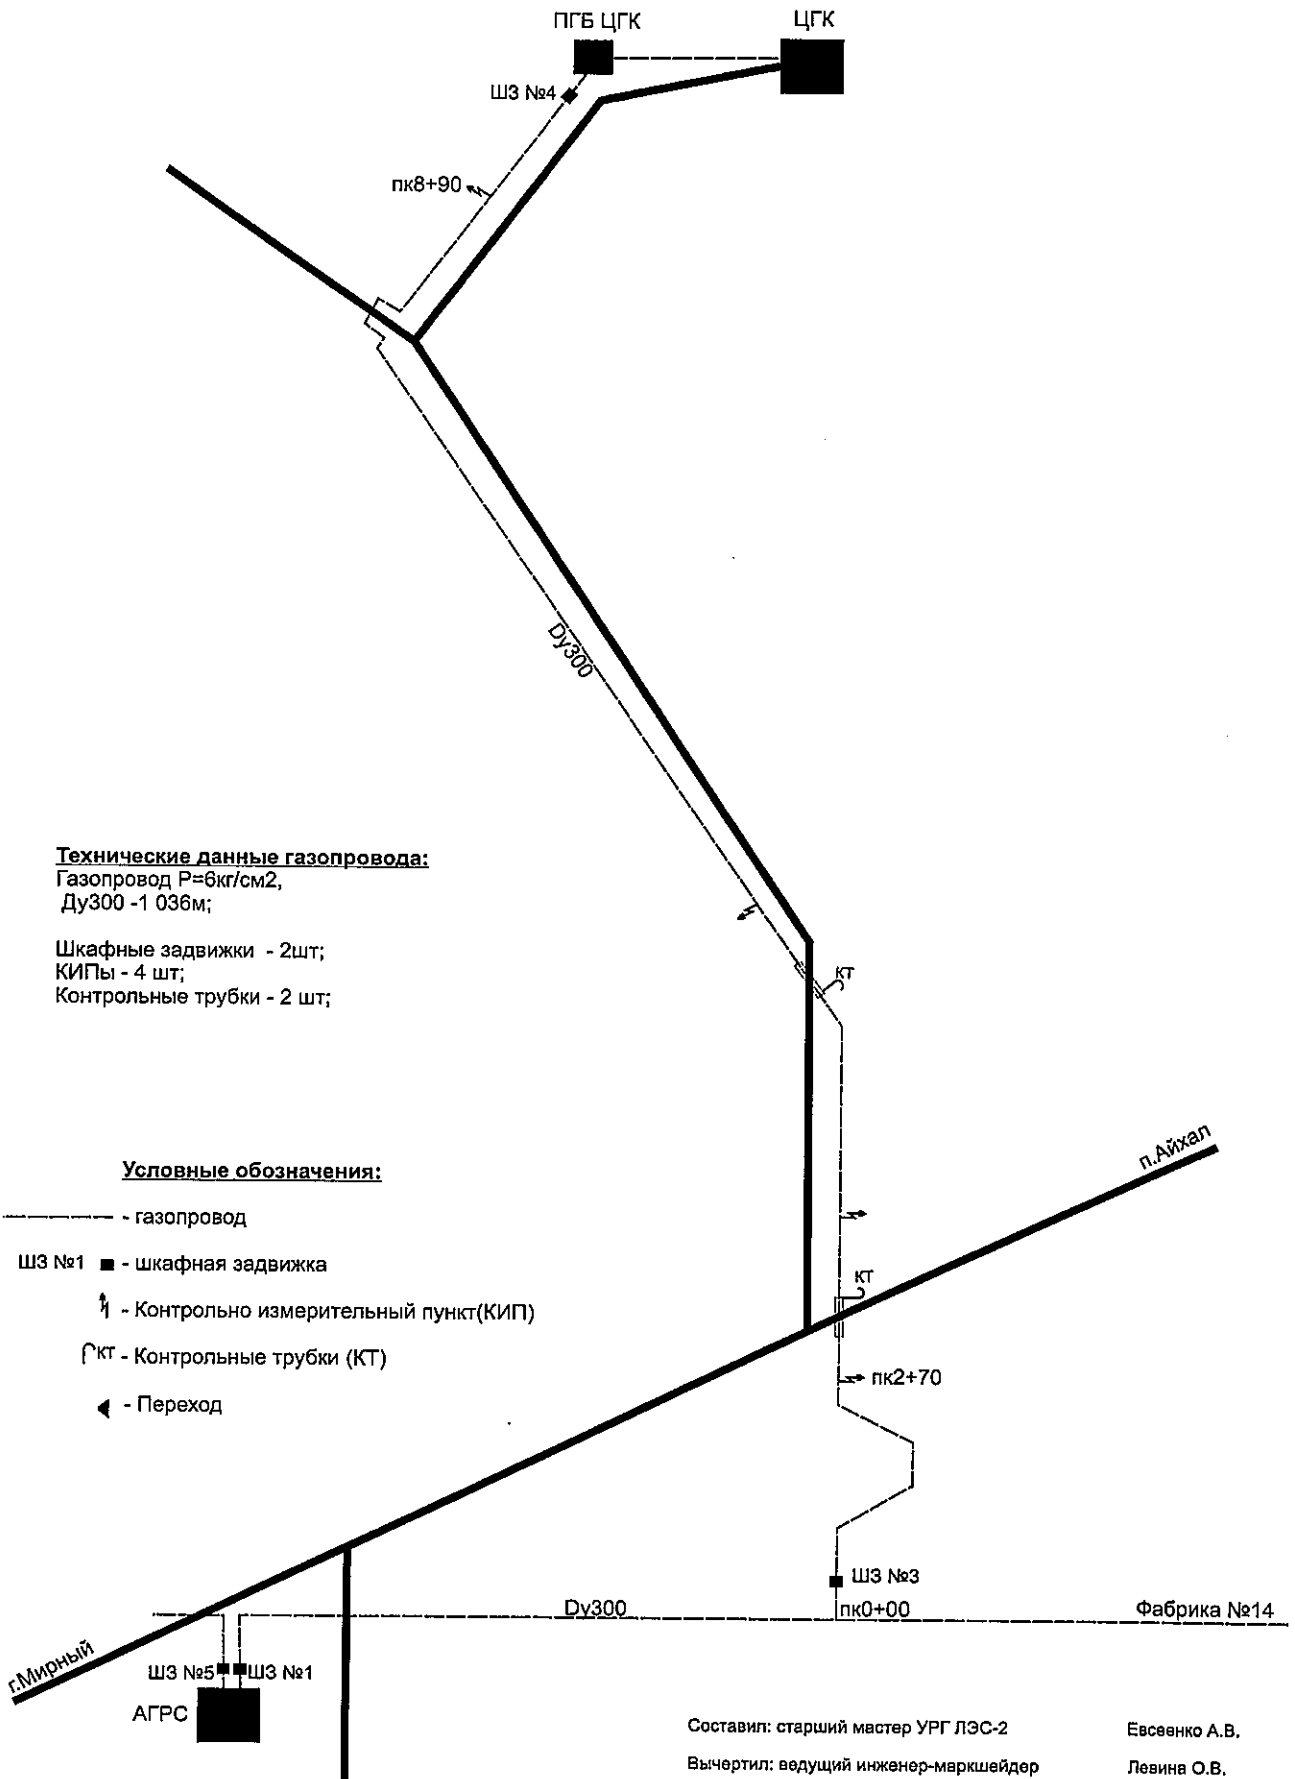 ПГБ ЦГК
ЦГК
ШЗ №4
пк8+90
Dу300
Технические данные газопровода:
Газопровод Р=6кг/см2,
Ду300 -1 036м;
Шкафные задвижки - 2шт;
КИПы - 4 шт;
Контрольные трубки - 2 шт;
кт
п.Айхал
Условные обозначения:
- газопровод
ШЗ №1 - шкафная задвижка
- Контрольно измерительный пункт(КИП)
кт - Контрольные трубки (КТ)
- Переход
кт
пк2+70
ШЗ №3
Dу300
пк0+00
Фабрика №14
г.Мирный
ШЗ №5
ШЗ №1
АГРС
Составил: старший мастер УРГ ЛЭС-2 Евсеенко А.В.
Вычертил: ведущий инженер-маркшейдер Левина О.В.